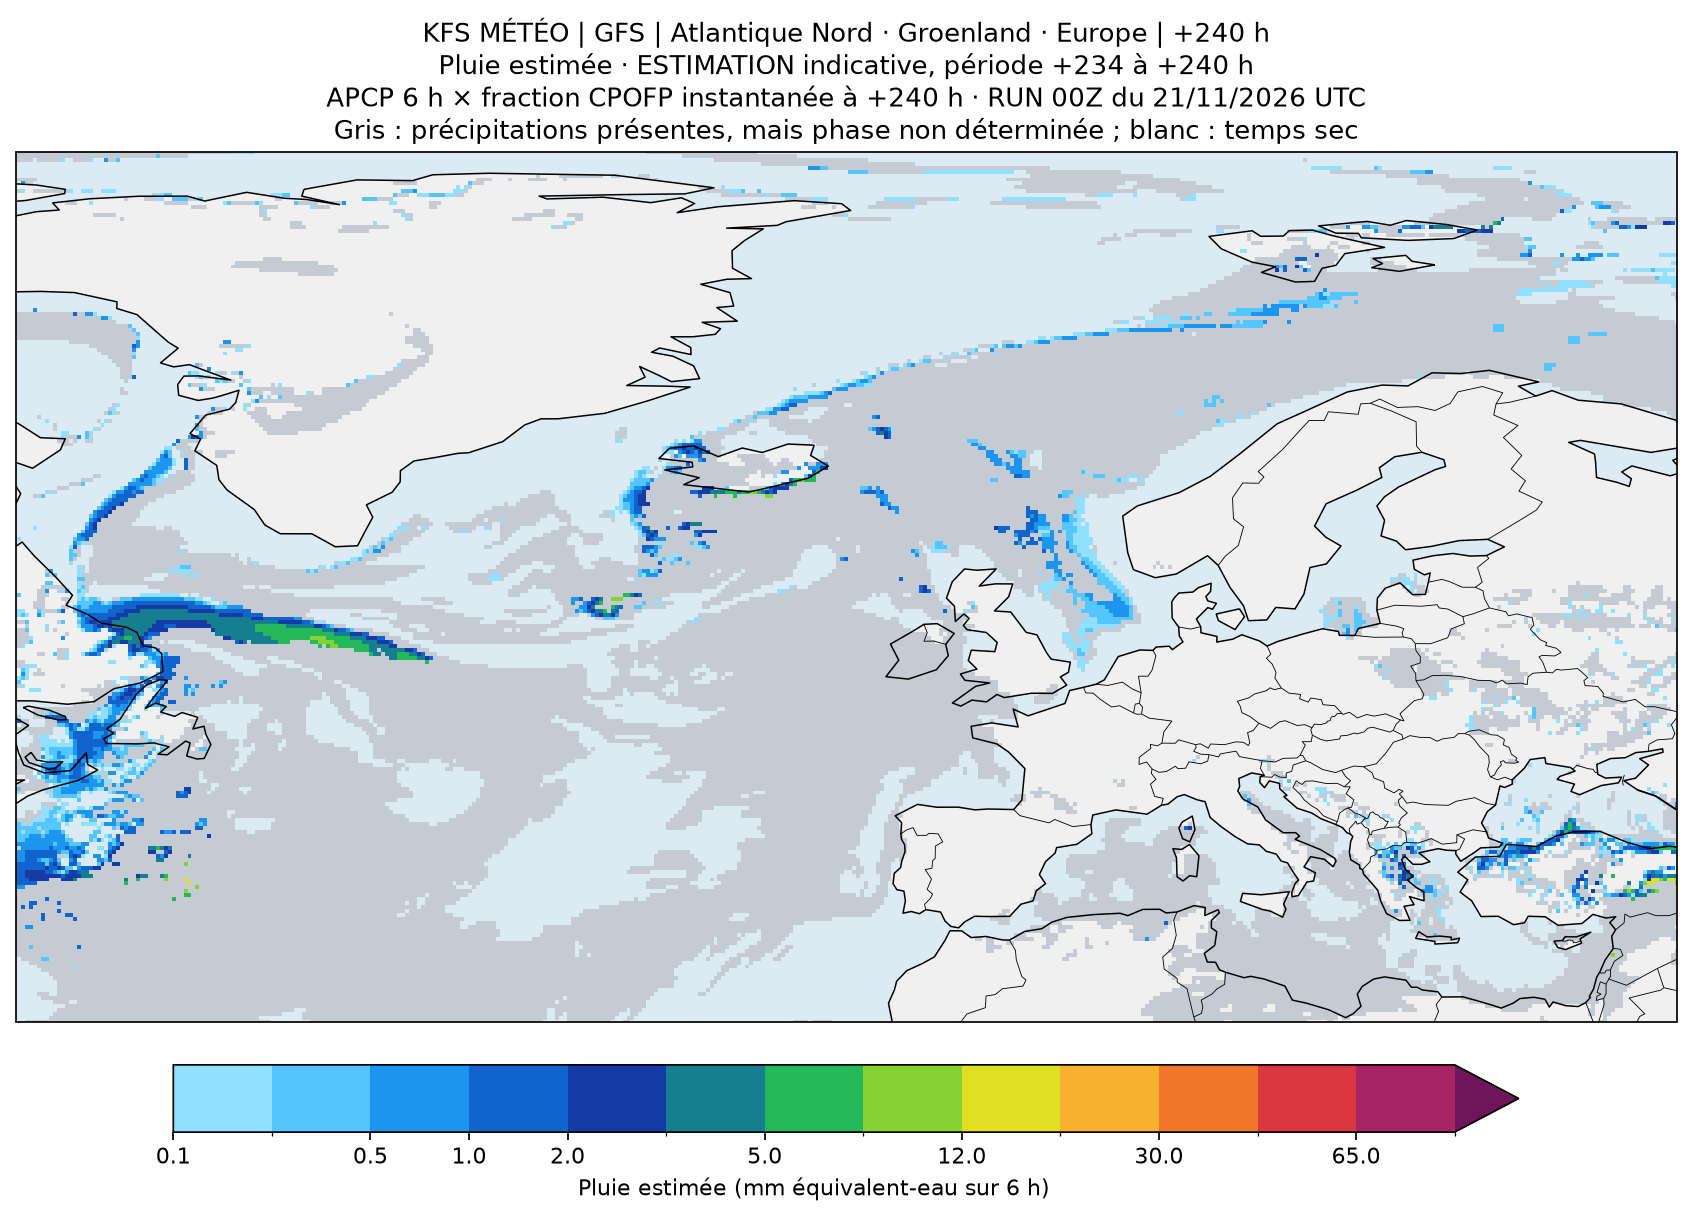 KFS MÉTÉO | GFS | Atlantique Nord · Groenland · Europe | +240 h
Pluie estimée · ESTIMATION indicative, période +234 à +240 h
APCP 6 h × fraction CPOFP instantanée à +240 h · RUN 00Z du 21/11/2026 UTC
Gris : précipitations présentes, mais phase non déterminée ; blanc : temps sec
0.1 0.5 1.0 2.0 5.0 12.0 30.0 65.0
Pluie estimée (mm équivalent-eau sur 6 h)